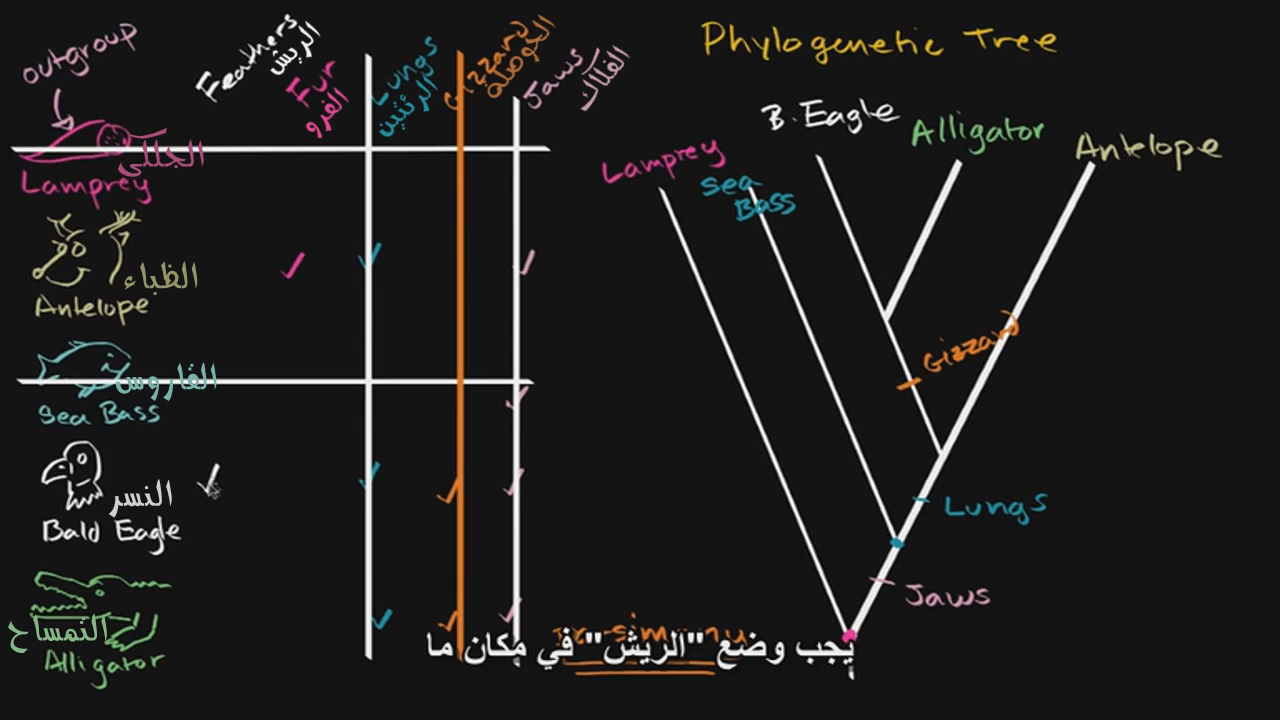 outgroup
Feathers
الريش
Fur
الفرو
Lungs
الرئتين
Gizzard
الحوصلة
Jaws
الفكاك
Phylogenetic Tree
الجلكي
Lamprey
الظباء
Antelope
القاروس
Sea Bass
النسر
Bald Eagle
التمساح
Alligator
Lamprey
Sea
Bass
B. Eagle
Alligator
Antelope
Gizzard
Lungs
Jaws
يجب وضع "الريش" في مكان ما